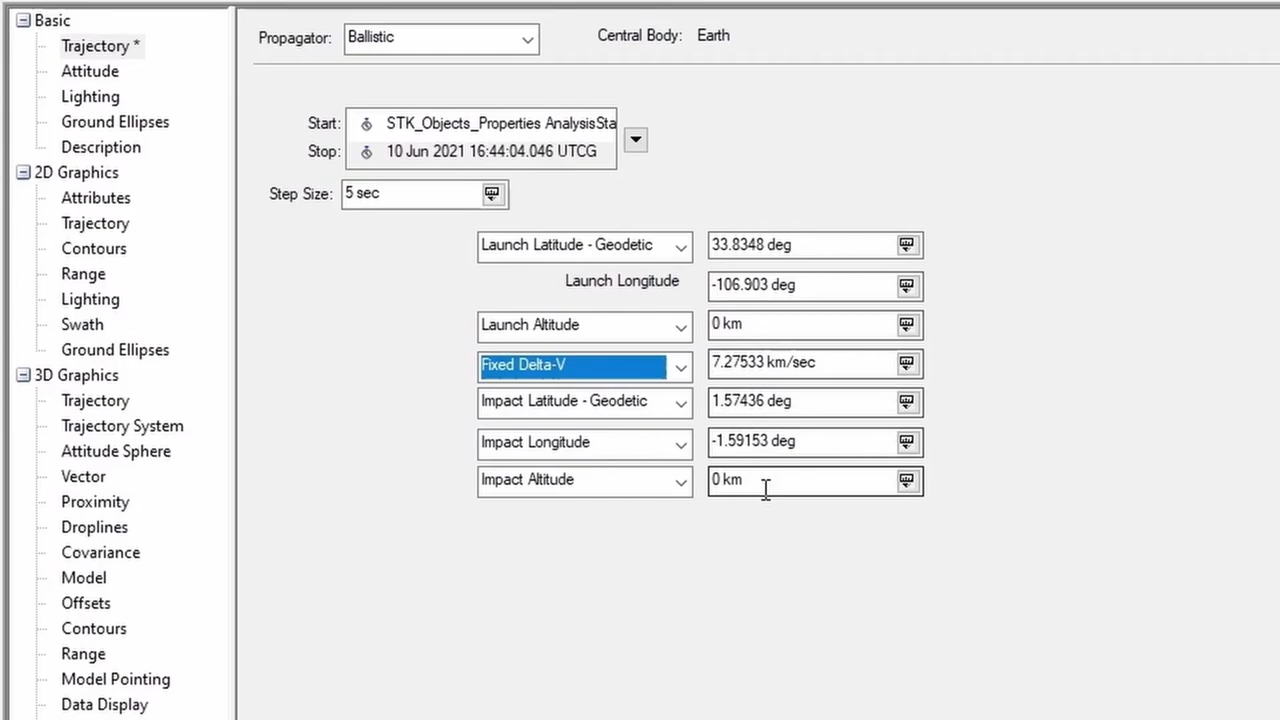 Basic
Trajectory *
Attitude
Lighting
Ground Ellipses
Description
2D Graphics
Attributes
Trajectory
Contours
Range
Lighting
Swath
Ground Ellipses
3D Graphics
Trajectory
Trajectory System
Attitude Sphere
Vector
Proximity
Droplines
Covariance
Model
Offsets
Contours
Range
Model Pointing
Data Display
Propagator: Ballistic
Central Body: Earth
Start: STK_Objects_Properties AnalysisSta
Stop: 10 Jun 2021 16:44:04.046 UTCG
Step Size: 5 sec
Launch Latitude - Geodetic 33.8348 deg
Launch Longitude -106.903 deg
Launch Altitude 0 km
Fixed Delta-V 7.27533 km/sec
Impact Latitude - Geodetic 1.57436 deg
Impact Longitude -1.59153 deg
Impact Altitude 0 km